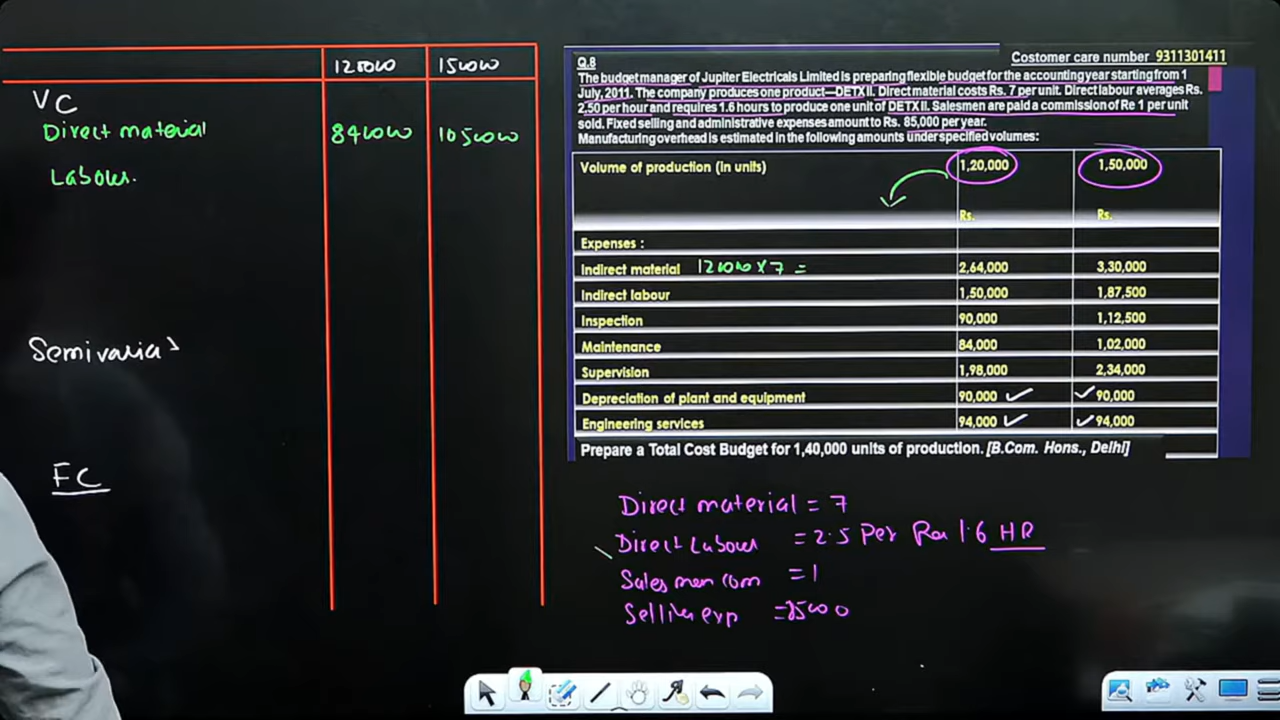 120000 150000
VC
Direct material 840000 1050000
Labour.
Semivariab
FC
Costomer care number 9311301411
Q.8
The budget manager of Jupiter Electricals Limited is preparing flexible budget for the accounting year starting from 1
July, 2011. The company produces one product—DETX II. Direct material costs Rs. 7 per unit. Direct labour averages Rs.
2.50 per hour and requires 1.6 hours to produce one unit of DETX II. Salesmen are paid a commission of Re 1 per unit
sold. Fixed selling and administrative expenses amount to Rs. 85,000 per year.
Manufacturing overhead is estimated in the following amounts under specified volumes:
Volume of production (in units) 1,20,000 1,50,000
Rs. Rs.
Expenses :
Indirect material 120000 x 7 = 2,64,000 3,30,000
Indirect labour 1,50,000 1,87,500
Inspection 90,000 1,12,500
Maintenance 84,000 1,02,000
Supervision 1,98,000 2,34,000
Depreciation of plant and equipment 90,000 90,000
Engineering services 94,000 94,000
Prepare a Total Cost Budget for 1,40,000 units of production. [B.Com. Hons., Delhi]
Direct material = 7
Direct Labour = 2.5 Per 1.6 HR
Sales men com = 1
exp = 85000